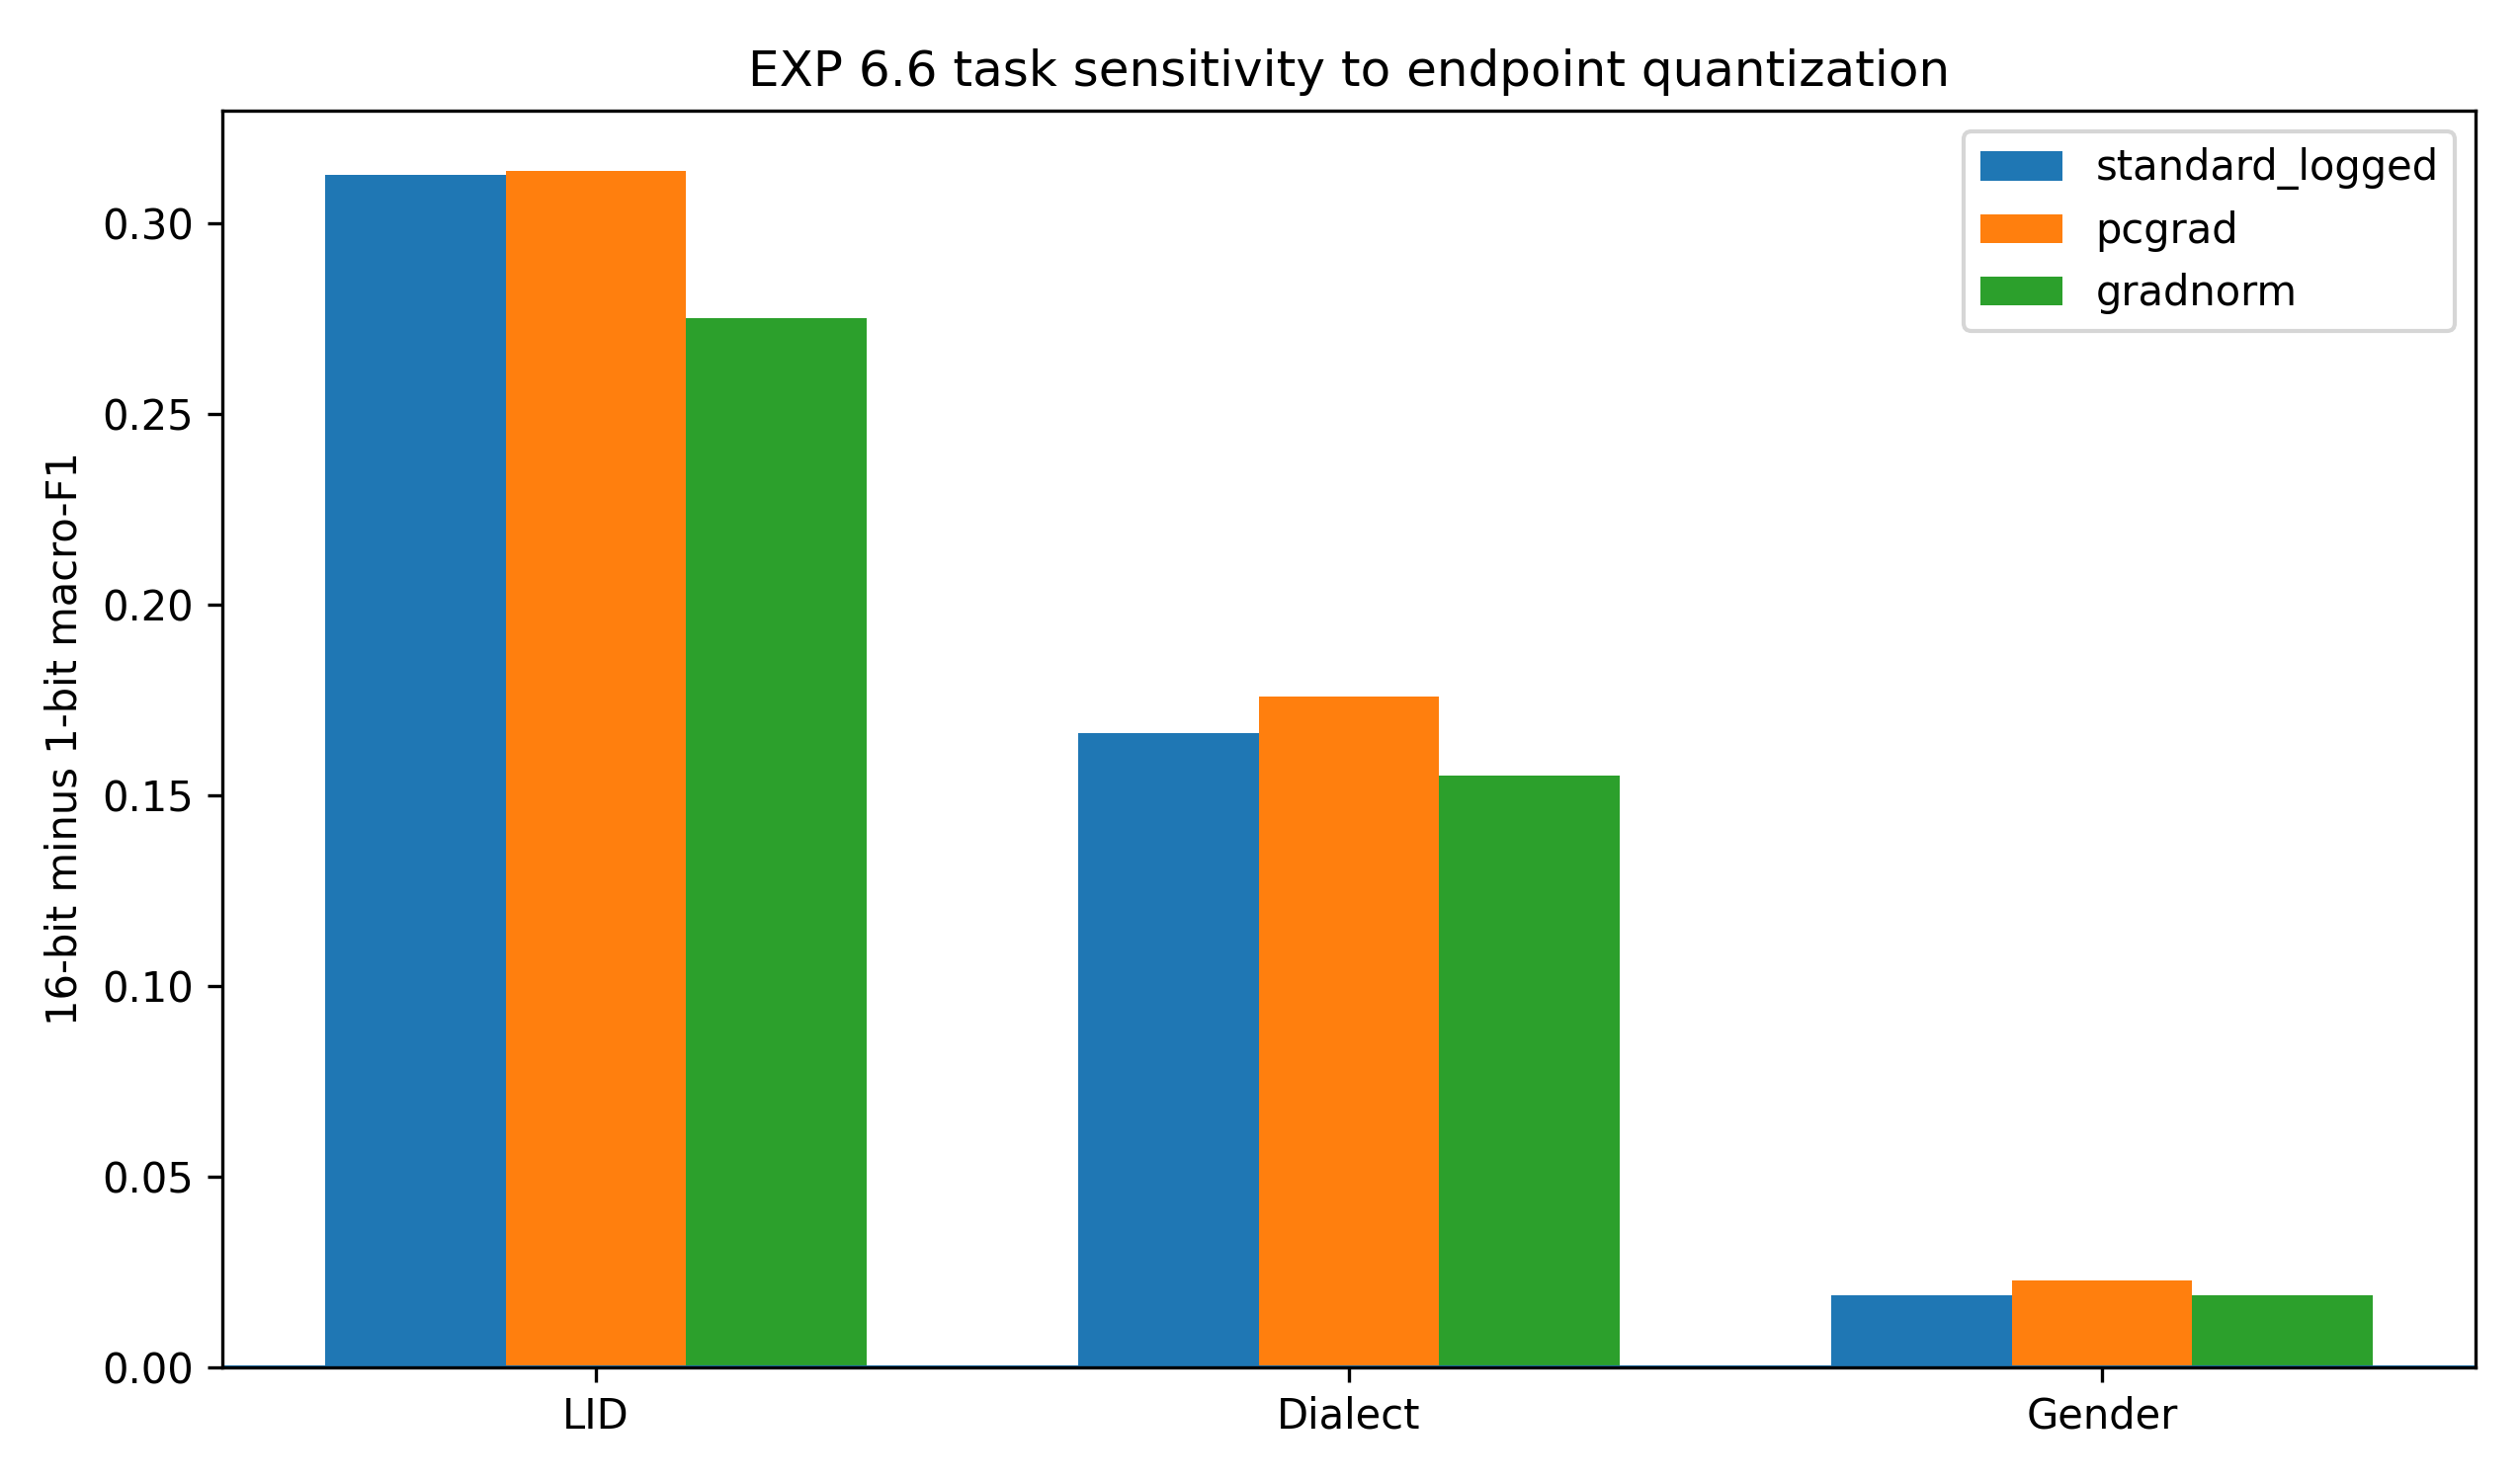 EXP 6.6 task sensitivity to endpoint quantization
standard_logged
pcgrad
gradnorm
16-bit minus 1-bit macro-F1
0.30
0.25
0.20
0.15
0.10
0.05
0.00
LID
Dialect
Gender